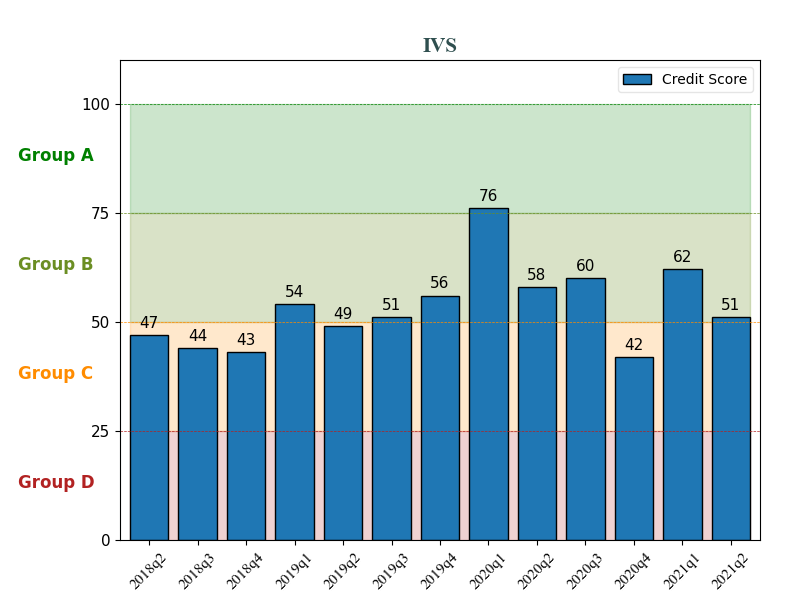 IVS
Credit Score
100
Group A
76
75
62
Group B
60
58
56
54
51
51
49
50
47
44
43
42
Group C
25
Group D
0
2018q2
2018q3
2018q4
2019q1
2019q2
2019q3
2019q4
2020q1
2020q2
2020q3
2020q4
2021q1
2021q2